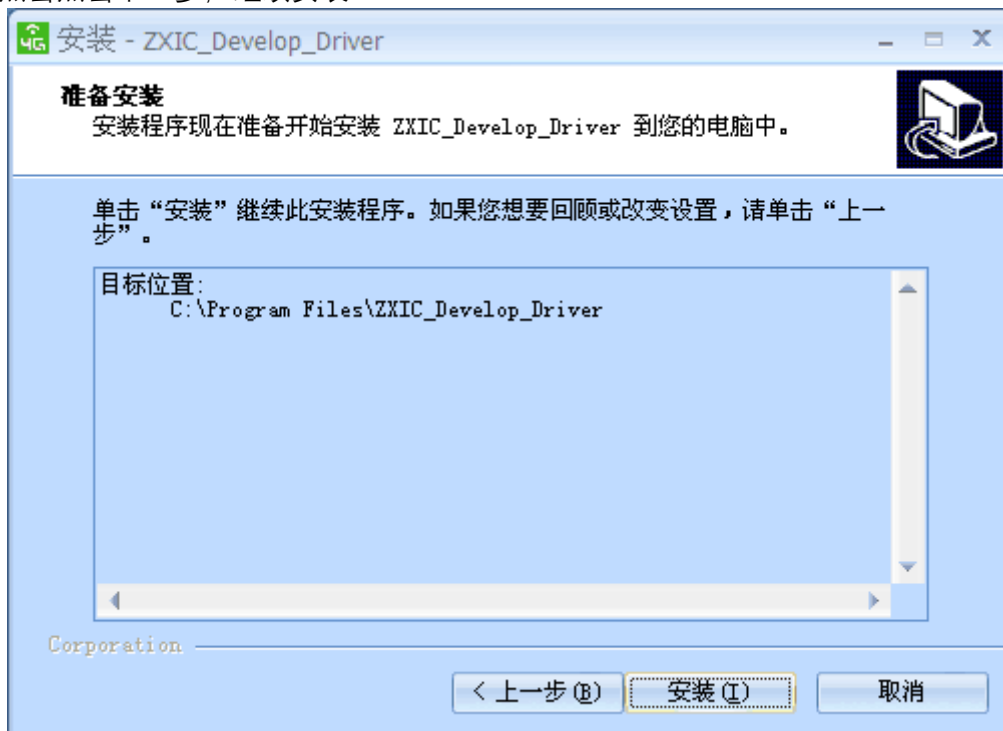 安装 - ZXIC_Develop_Driver
准备安装
安装程序现在准备开始安装 ZXIC_Develop_Driver 到您的电脑中。
单击“安装”继续此安装程序。如果您想要回顾或改变设置，请单击“上一
步”。
目标位置:
C:\Program Files\ZXIC_Develop_Driver
Corporation
< 上一步(B)
安装(I)
取消